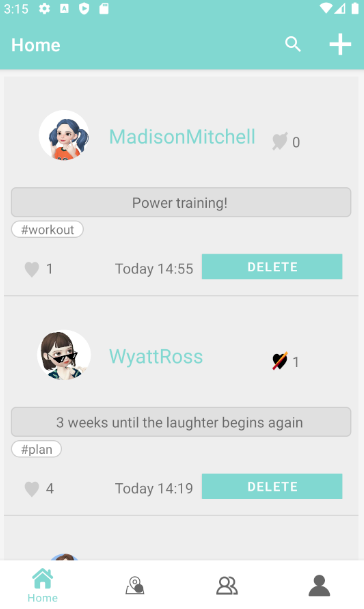 3:15
Home
MadisonMitchell
0
Power training!
#workout
1 Today 14:55 DELETE
WyattRoss
1
3 weeks until the laughter begins again
#plan
4 Today 14:19 DELETE
Home